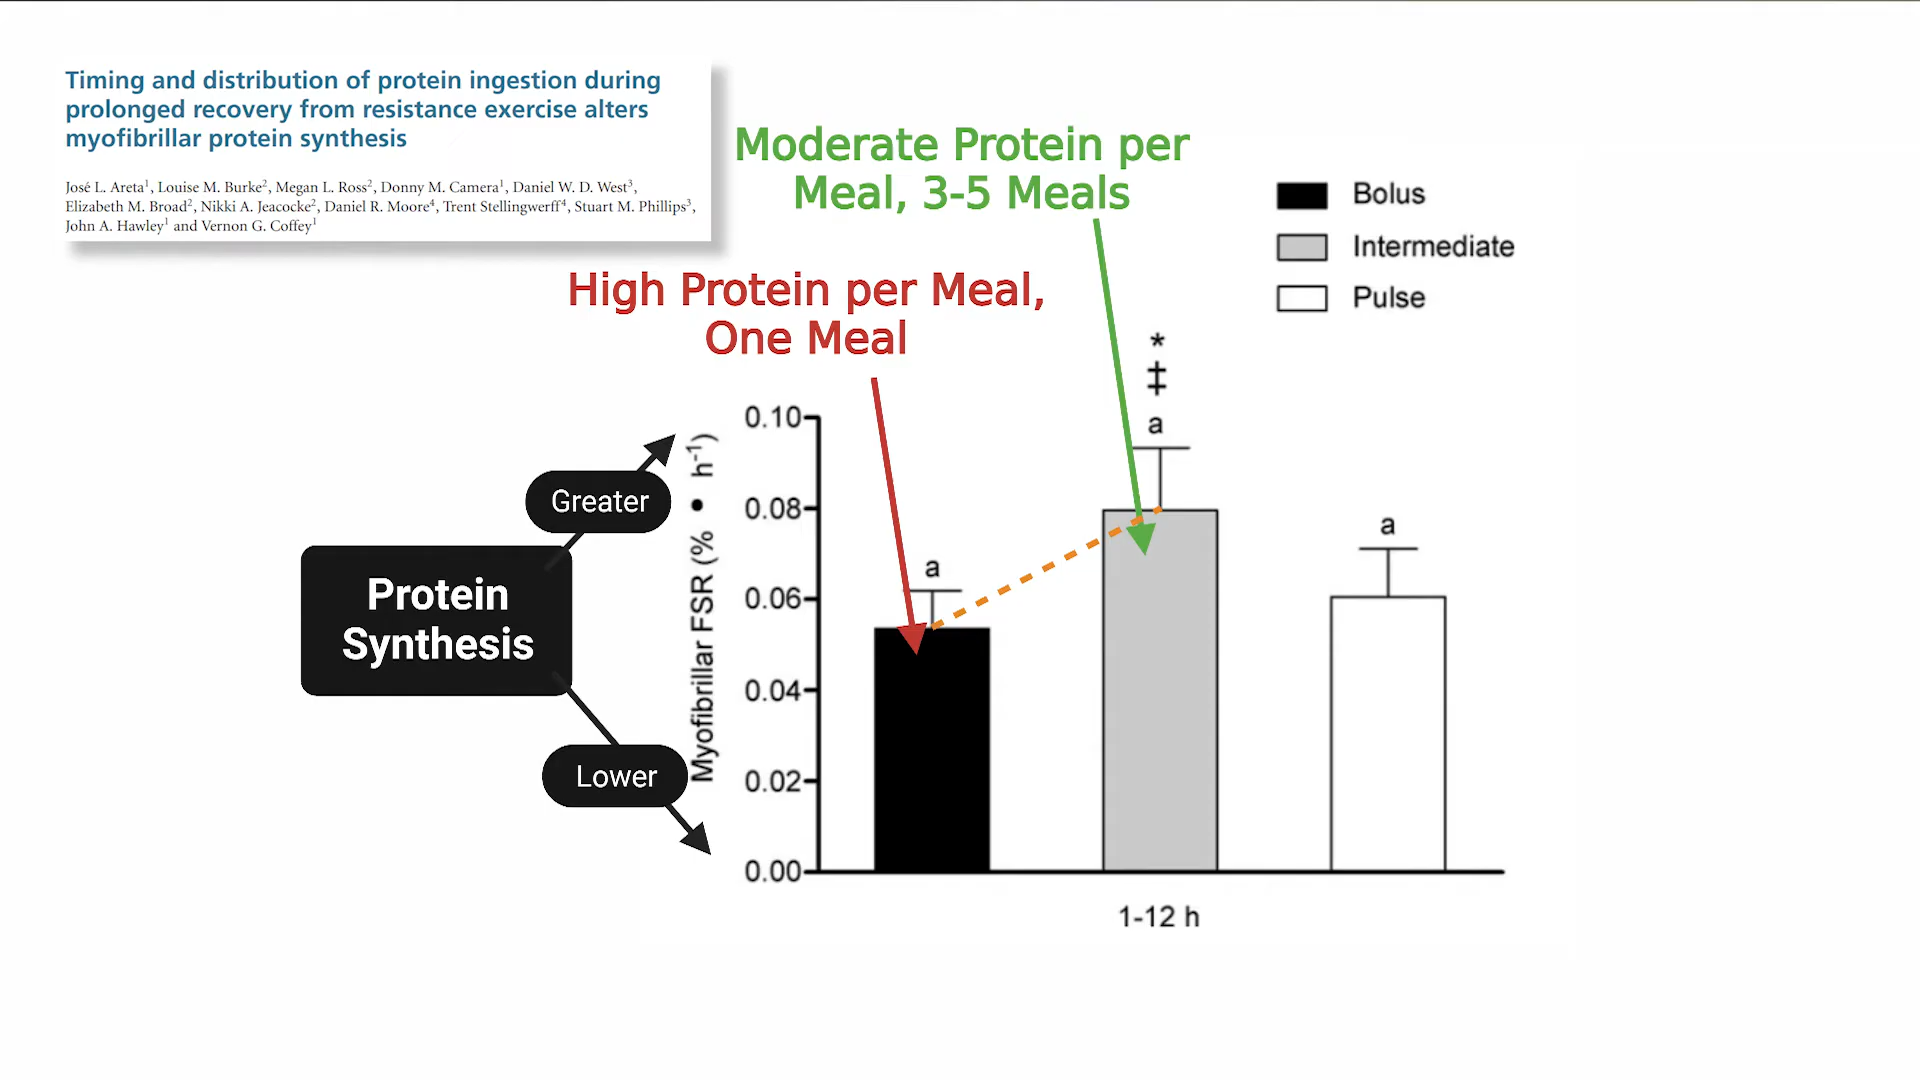 Timing and distribution of protein ingestion during
prolonged recovery from resistance exercise alters
myofibrillar protein synthesis
José L. Areta1, Louise M. Burke2, Megan L. Ross2, Donny M. Camera1, Daniel W. D. West3,
Elizabeth M. Broad2, Nikki A. Jeacocke2, Daniel R. Moore4, Trent Stellingwerff4, Stuart M. Phillips3,
John A. Hawley1 and Vernon G. Coffey1
Moderate Protein per
Meal, 3-5 Meals
High Protein per Meal,
One Meal
Bolus
Intermediate
Pulse
Greater
Protein
Synthesis
Lower
Myofibrillar FSR (% • h-1)
0.10
0.08
0.06
0.04
0.02
0.00
a
*
‡
a
a
1-12 h